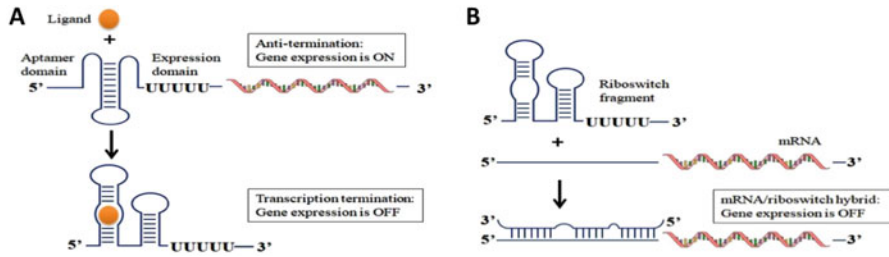 A
Ligand
+
Aptamer
domain
Expression
domain
Anti-termination:
Gene expression is ON
5’ UUUUU 3’
Transcription termination:
Gene expression is OFF
5’ UUUUU 3’
B
Riboswitch
fragment
5’ UUUUU 3’
+
mRNA
5’ 3’
mRNA/riboswitch hybrid:
Gene expression is OFF
3’ 5’
5’ 3’